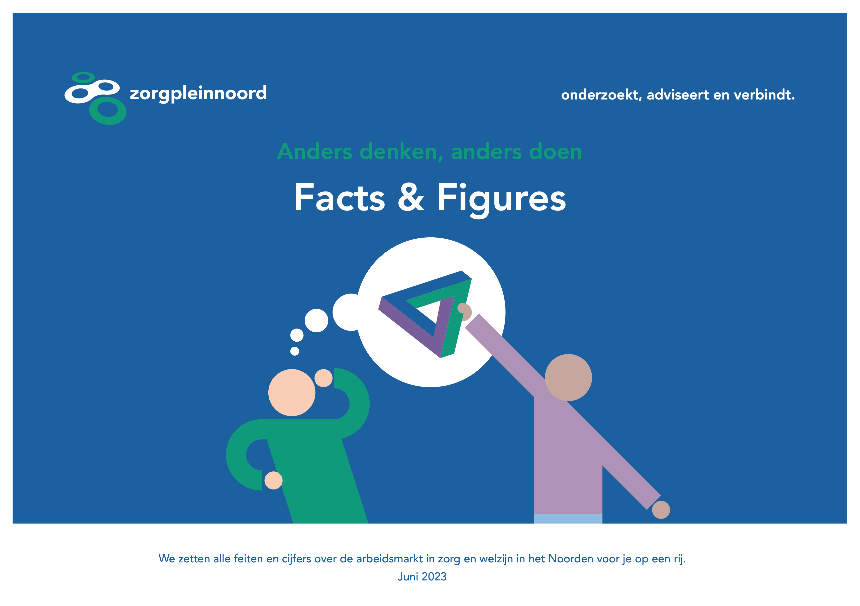 zorgpleinnoord
onderzoekt, adviseert en verbindt.
Anders denken, anders doen
Facts & Figures
We zetten alle feiten en cijfers over de arbeidsmarkt in zorg en welzijn in het Noorden voor je op een rij.
Juni 2023